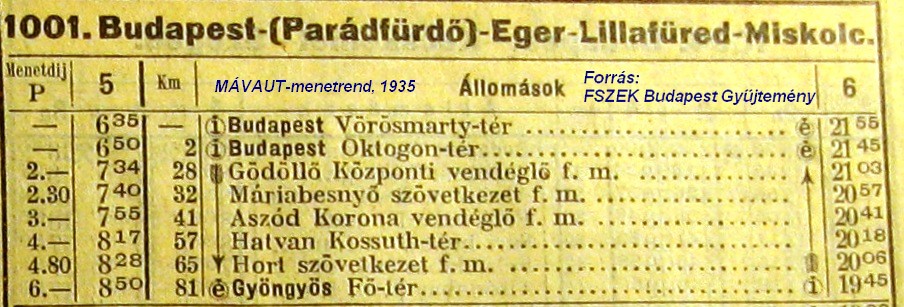 1001. Budapest-(Parádfürdő)-Eger-Lillafüred-Miskolc.
Menetdij P 5 Km MÁVAUT-menetrend, 1935 Állomások Forrás: FSZEK Budapest Gyüjtemény 6
— 6 35 — i Budapest Vörösmarty-tér é 21 55
— 6 50 2 i Budapest Oktogon-tér é 21 45
2.— 7 34 28 Gödöllő Központi vendéglő f. m. 21 03
2.30 7 40 32 Máriabesnyő szövetkezet f. m. 20 57
3.— 7 55 41 Aszód Korona vendéglő f. m. 20 41
4.— 8 17 57 Hatvan Kossuth-tér 20 18
4.80 8 28 65 Hort szövetkezet f. m. 20 06
6.— 8 50 81 é Gyöngyös Fő-tér i 19 45